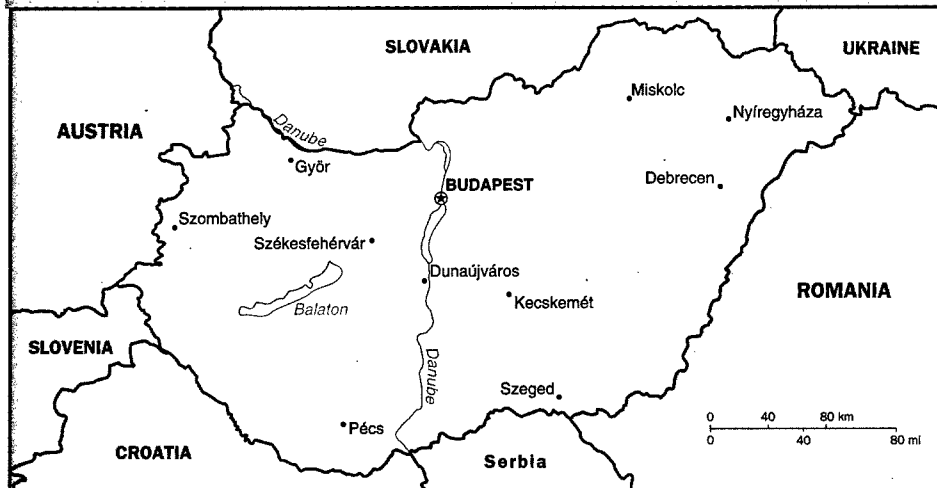 SLOVAKIA
UKRAINE
Miskolc
Nyíregyháza
Danube
AUSTRIA
Györ
Debrecen
BUDAPEST
Szombathely
Székesfehérvár
Dunaújváros
Kecskemét
Balaton
ROMANIA
SLOVENIA
Danube
Szeged
0 40 80 km
0 40 80 mi
Pécs
CROATIA
Serbia